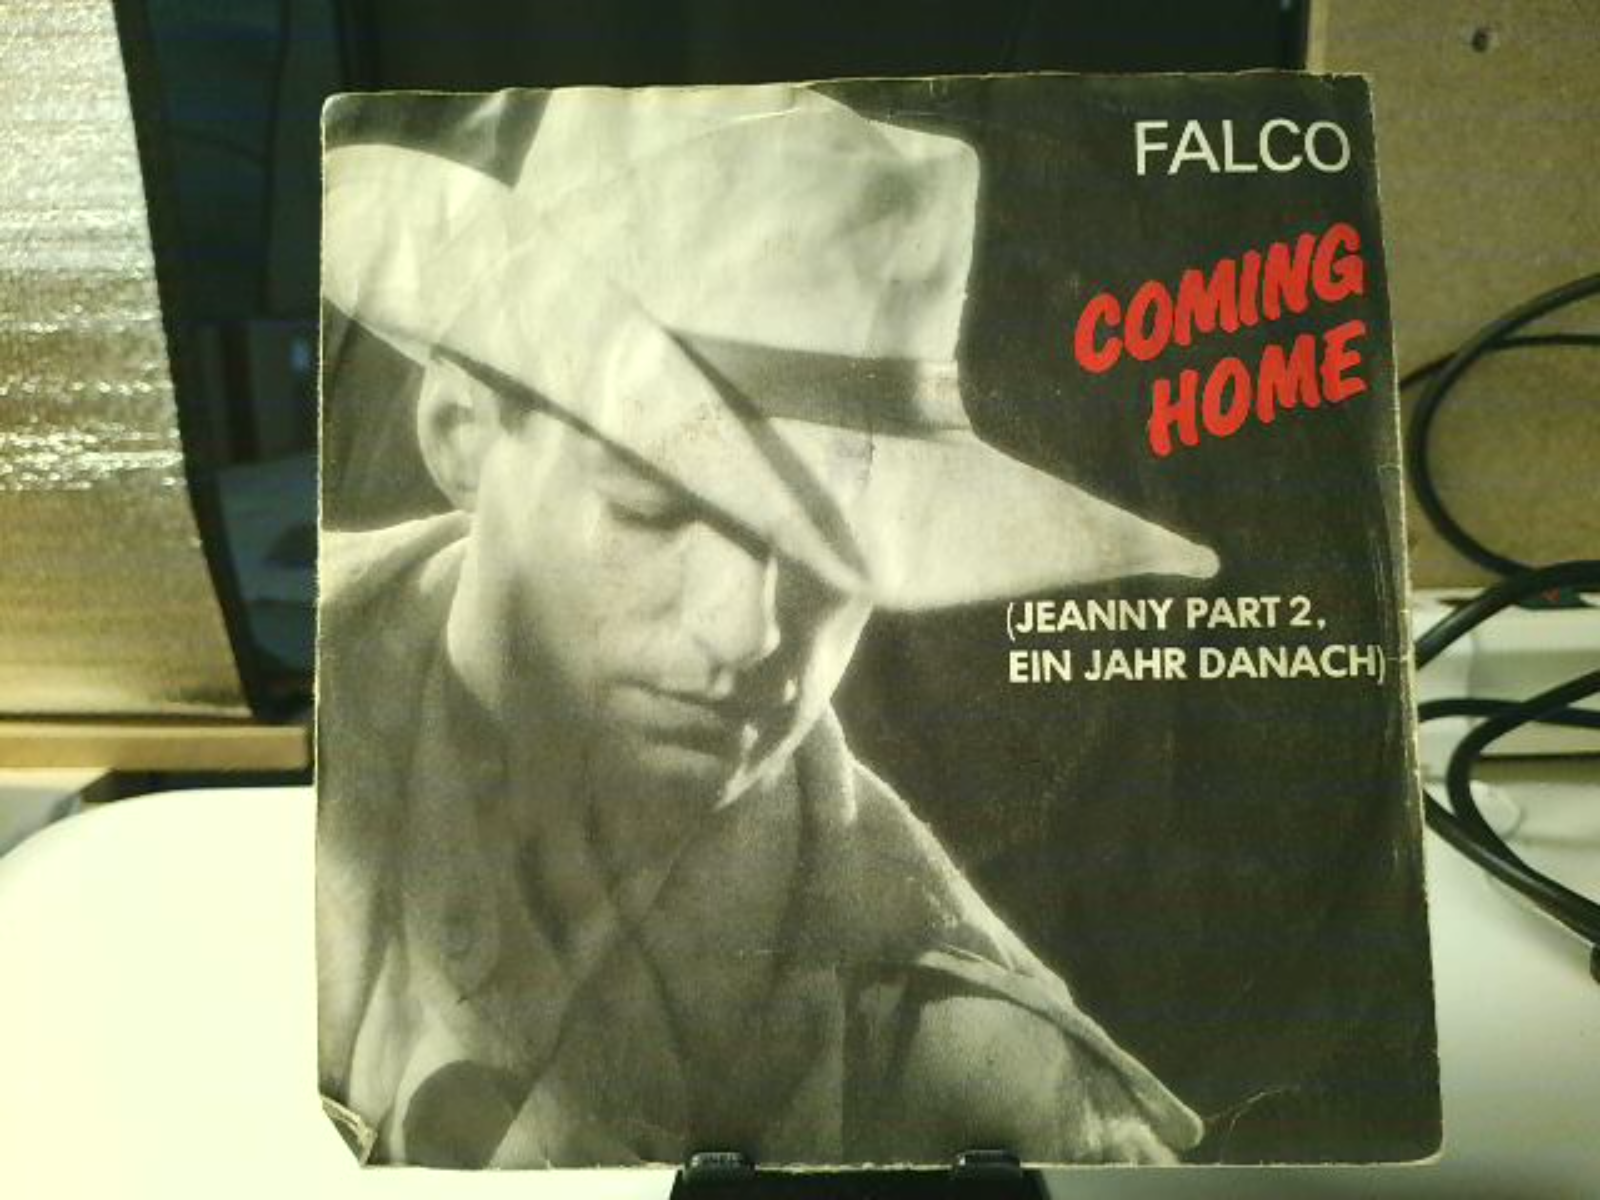 FALCO
COMING
HOME
(JEANNY PART 2,
EIN JAHR DANACH)